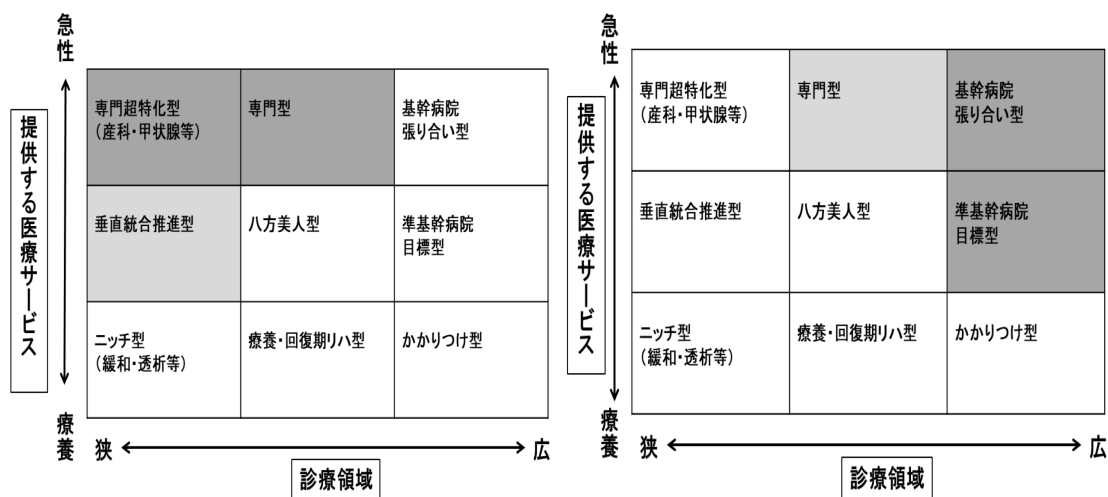 急性
提供する医療サービス
専門超特化型
（産科・甲状腺等）
専門型
基幹病院
張り合い型
垂直統合推進型
八方美人型
準基幹病院
目標型
ニッチ型
（緩和・透析等）
療養・回復期リハ型
かかりつけ型
療養
狭
広
診療領域
急性
提供する医療サービス
専門超特化型
（産科・甲状腺等）
専門型
基幹病院
張り合い型
垂直統合推進型
八方美人型
準基幹病院
目標型
ニッチ型
（緩和・透析等）
療養・回復期リハ型
かかりつけ型
療養
狭
広
診療領域